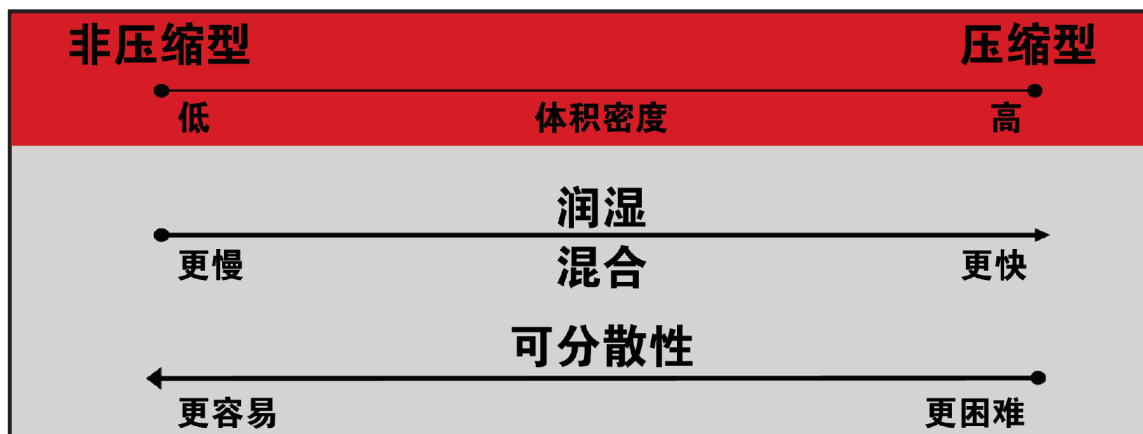 非压缩型 压缩型
低 体积密度 高
润湿
更慢 混合 更快
可分散性
更容易 更困难